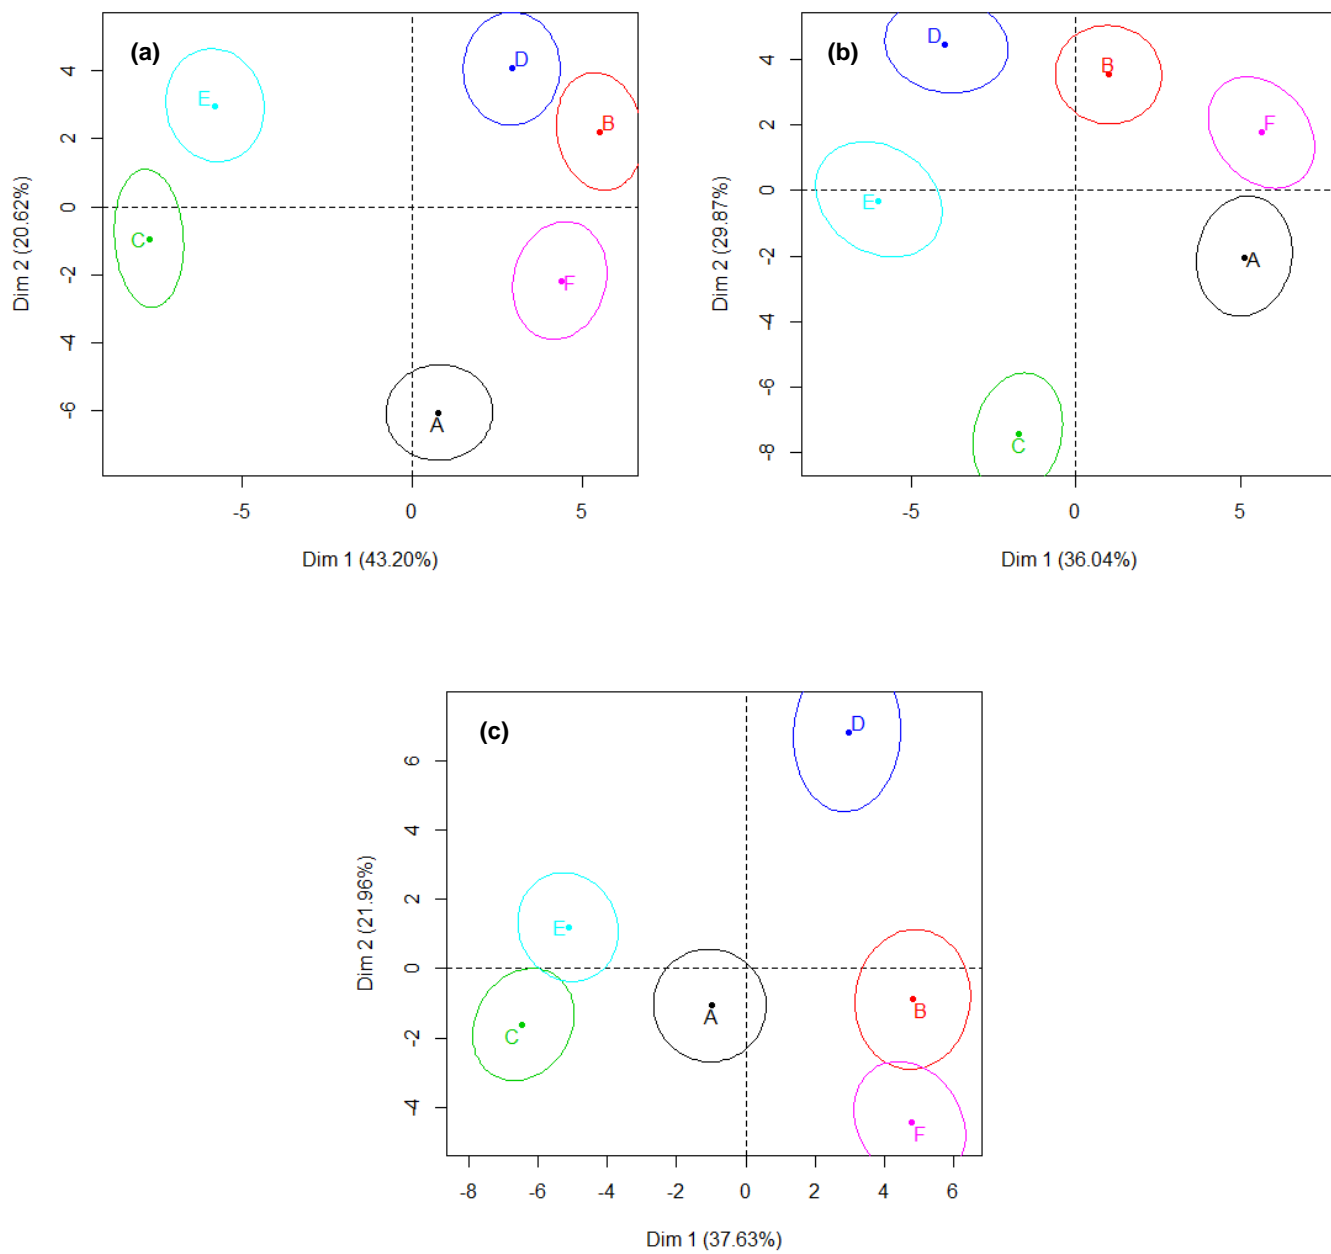 (a)
D
E
B
C
F
A
4
2
0
-2
-4
-6
Dim 2 (20.62%)
-5 0 5
Dim 1 (43.20%)
(b)
D
B
F
E
A
C
4
2
0
-2
-4
-6
-8
Dim 2 (29.87%)
-5 0 5
Dim 1 (36.04%)
(c)
D
E
A
B
C
F
6
4
2
0
-2
-4
Dim 2 (21.96%)
-8 -6 -4 -2 0 2 4 6
Dim 1 (37.63%)